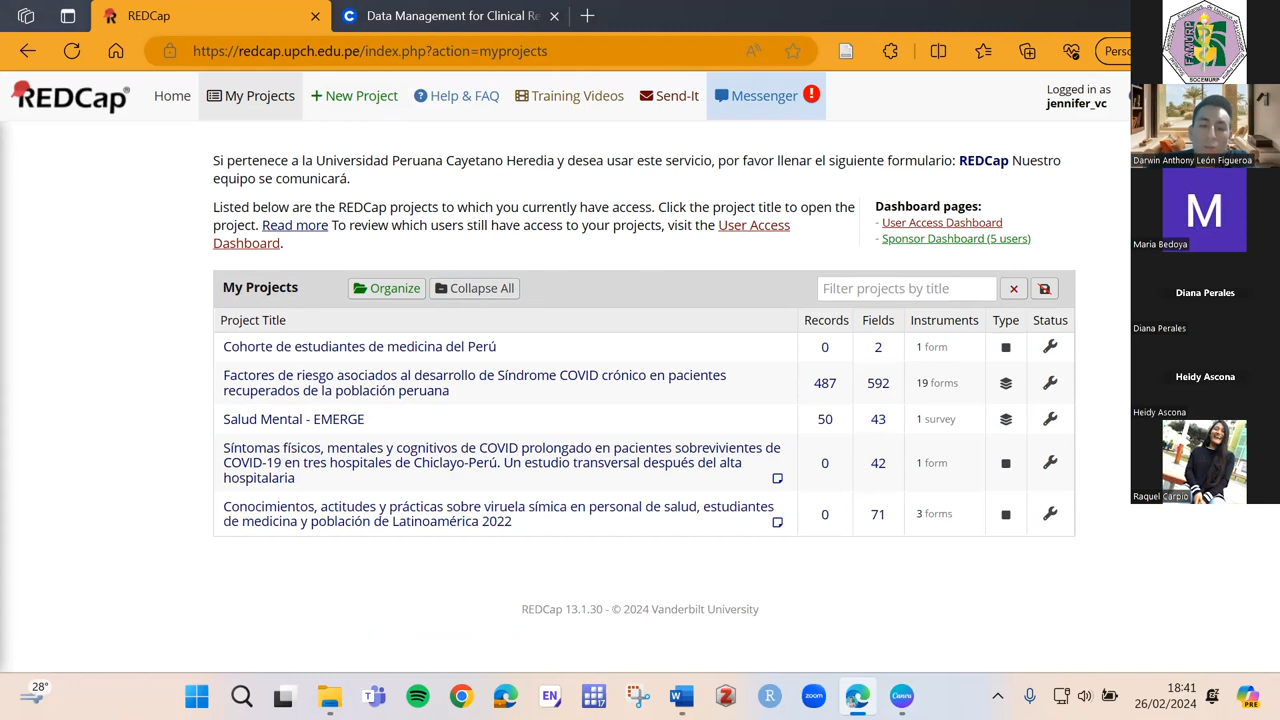 REDCap
Data Management for Clinical Re
https://redcap.upch.edu.pe/index.php?action=myprojects
Perso
REDCap
Home
My Projects
New Project
Help & FAQ
Training Videos
Send-It
Messenger
Logged in as
jennifer_vc
Si pertenece a la Universidad Peruana Cayetano Heredia y desea usar este servicio, por favor llenar el siguiente formulario: REDCap Nuestro
equipo se comunicará.
Listed below are the REDCap projects to which you currently have access. Click the project title to open the
project. Read more To review which users still have access to your projects, visit the User Access
Dashboard.
Dashboard pages:
- User Access Dashboard
- Sponsor Dashboard (5 users)
My Projects
Organize
Collapse All
Filter projects by title
Project Title Records Fields Instruments Type Status
Cohorte de estudiantes de medicina del Perú 0 2 1 form
Factores de riesgo asociados al desarrollo de Síndrome COVID crónico en pacientes
recuperados de la población peruana 487 592 19 forms
Salud Mental - EMERGE 50 43 1 survey
Síntomas físicos, mentales y cognitivos de COVID prolongado en pacientes sobrevivientes de
COVID-19 en tres hospitales de Chiclayo-Perú. Un estudio transversal después del alta
hospitalaria 0 42 1 form
Conocimientos, actitudes y prácticas sobre viruela símica en personal de salud, estudiantes
de medicina y población de Latinoamérica 2022 0 71 3 forms
REDCap 13.1.30 - © 2024 Vanderbilt University
FAMURP
SOCEMURP
Darwin Anthony León Figueroa
M
Maria Bedoya
Diana Perales
Diana Perales
Heidy Ascona
Heidy Ascona
Raquel Carpio
28°
EN
17
R
zoom
Canva
18:41
26/02/2024
PRE